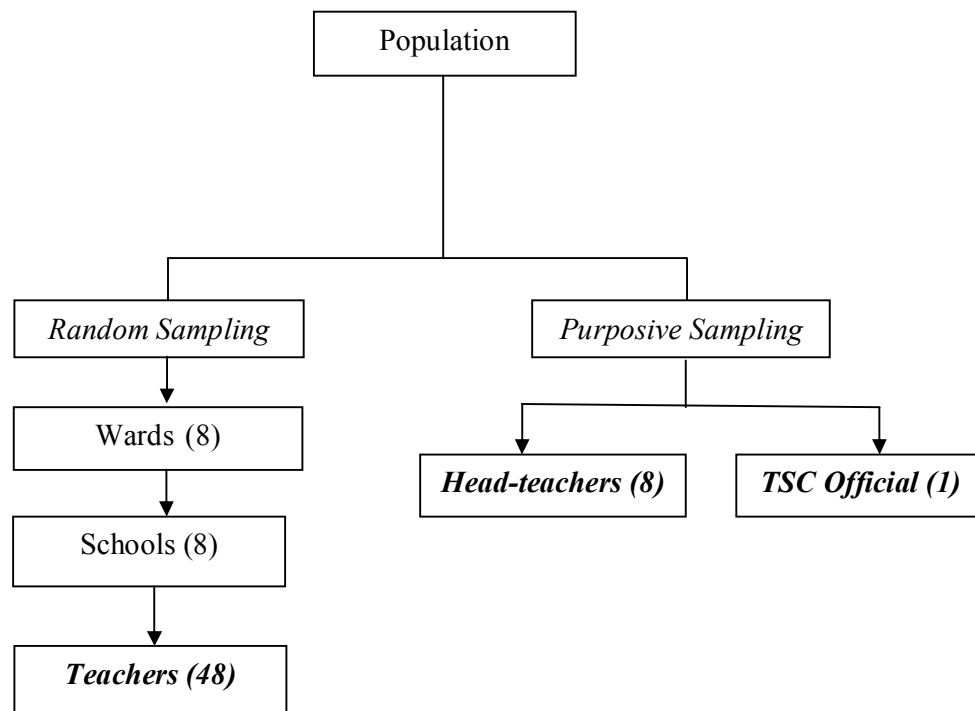 Population
Random Sampling
Purposive Sampling
Wards (8)
Head-teachers (8)
TSC Official (1)
Schools (8)
Teachers (48)